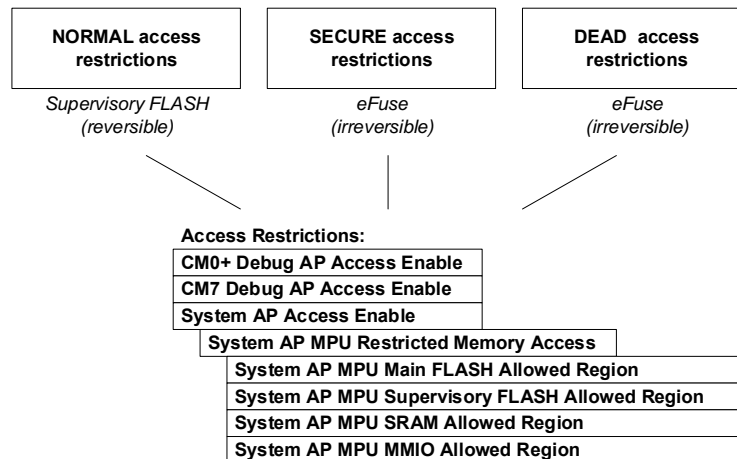 NORMAL access
restrictions
SECURE access
restrictions
DEAD access
restrictions
Supervisory FLASH
(reversible)
eFuse
(irreversible)
eFuse
(irreversible)
Access Restrictions:
CM0+ Debug AP Access Enable
CM7 Debug AP Access Enable
System AP Access Enable
System AP MPU Restricted Memory Access
System AP MPU Main FLASH Allowed Region
System AP MPU Supervisory FLASH Allowed Region
System AP MPU SRAM Allowed Region
System AP MPU MMIO Allowed Region